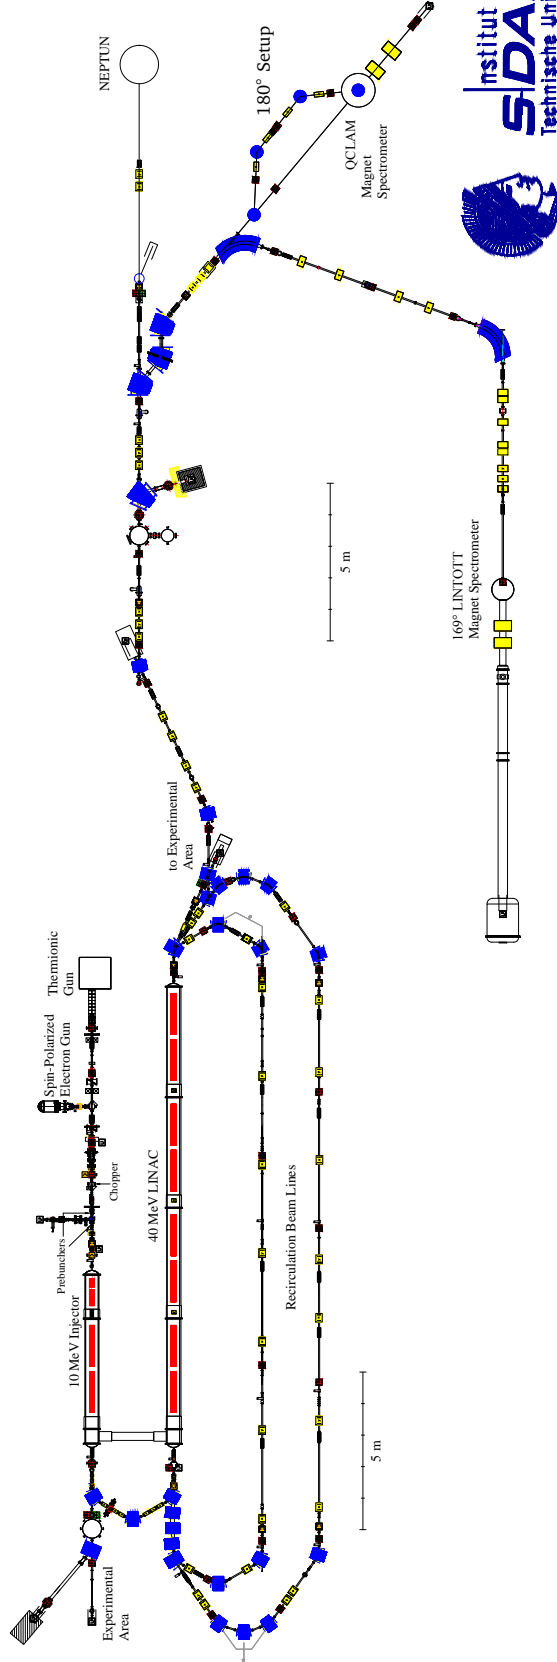 Experimental
Area
10 MeV Injector
Prebunchers
Chopper
Spin-Polarized
Electron Gun
Thermionic
Gun
40 MeV LINAC
Recirculation Beam Lines
5 m
to Experimental
Area
NEPTUN
180° Setup
QCLAM
Magnet
Spectrometer
5 m
169° LINTOTT
Magnet Spectrometer
Institut
S-DA
Technische Uni